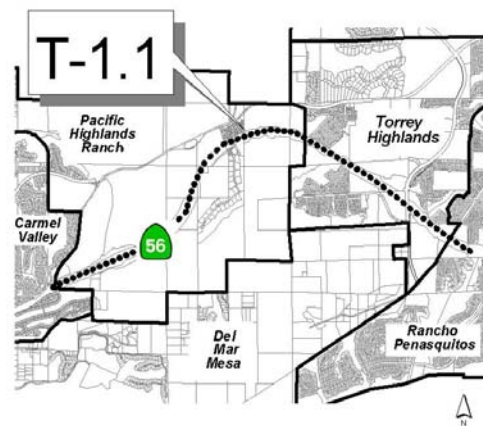 T-1.1
Pacific
Highlands
Ranch
Torrey
Highlands
Carmel
Valley
56
Del
Mar
Mesa
Rancho
Penasquitos
N